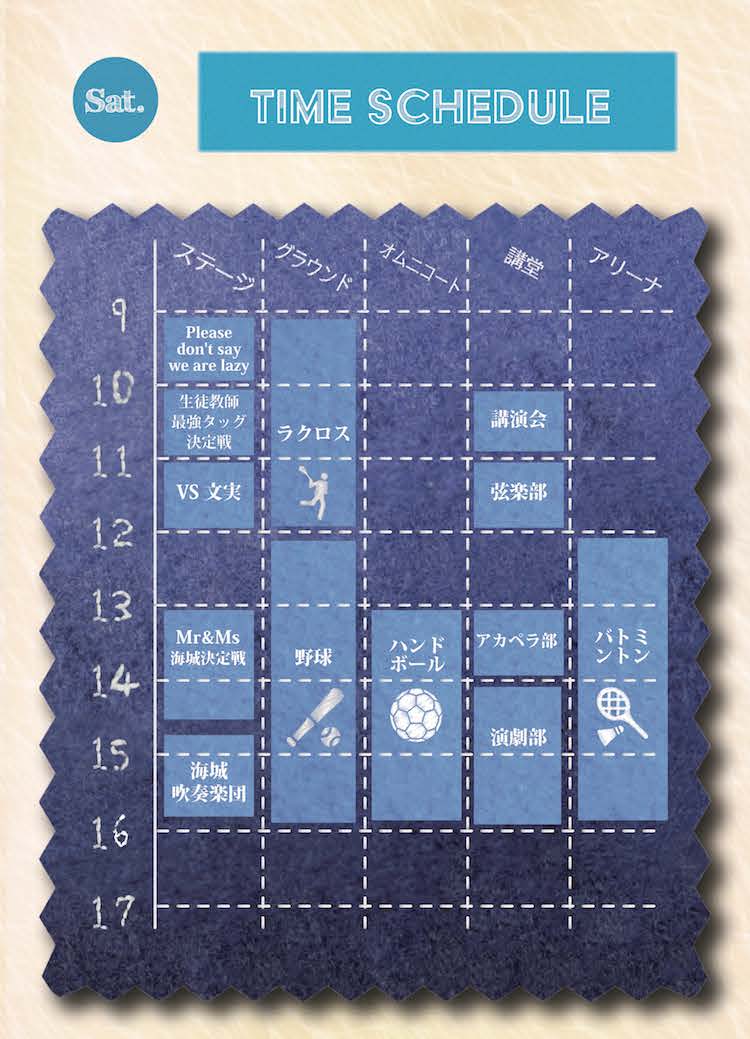 Sat.
TIME SCHEDULE
ステージ
グラウンド
オムニコート
講堂
アリーナ
9
10
11
12
13
14
15
16
17
Please
don't say
we are lazy
生徒教師
最強タッグ
決定戦
VS 文実
Mr&Ms
海城決定戦
海城
吹奏楽団
ラクロス
野球
ハンド
ボール
講演会
弦楽部
アカペラ部
演劇部
バトミ
ントン